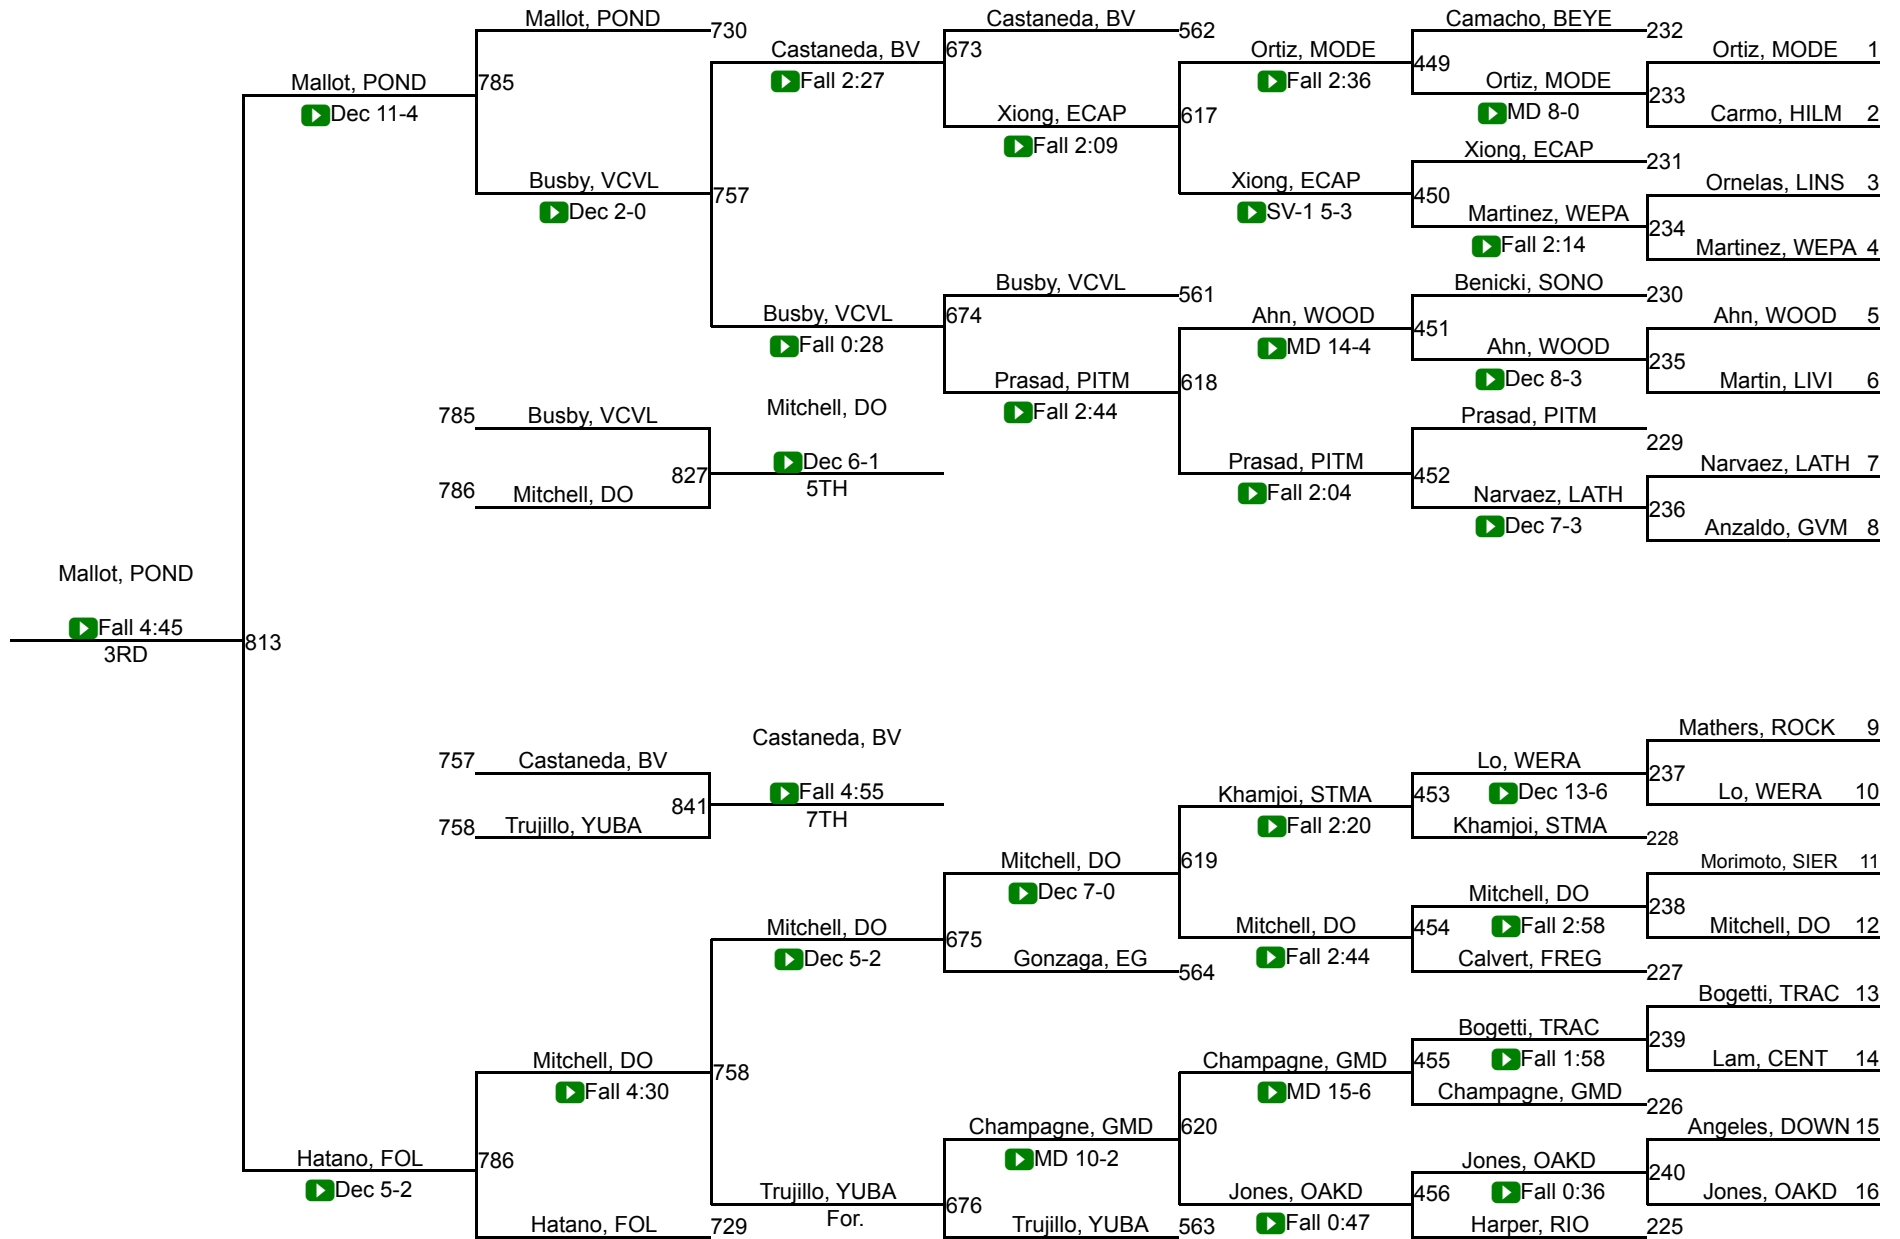 Mallot, POND
730
Castaneda, BV
562
Camacho, BEYE
232
Castaneda, BV
673
Ortiz, MODE
449
Ortiz, MODE 1
Mallot, POND
785
Fall 2:27
Fall 2:36
Ortiz, MODE
233
Dec 11-4
Xiong, ECAP
617
MD 8-0
Carmo, HILM 2
Fall 2:09
Xiong, ECAP
231
Busby, VCVL
757
Xiong, ECAP
450
Ornelas, LINS 3
Dec 2-0
SV-1 5-3
Martinez, WEPA
234
Fall 2:14
Martinez, WEPA 4
Busby, VCVL
561
Benicki, SONO
230
Busby, VCVL
674
Ahn, WOOD
451
Ahn, WOOD 5
Fall 0:28
MD 14-4
Ahn, WOOD
235
Prasad, PITM
618
Dec 8-3
Martin, LIVI 6
785
Busby, VCVL
Mitchell, DO
Fall 2:44
Prasad, PITM
229
827
Dec 6-1
Prasad, PITM
452
Narvaez, LATH 7
786
Mitchell, DO
5TH
Fall 2:04
Narvaez, LATH
236
Dec 7-3
Anzaldo, GVM 8
Mallot, POND
Fall 4:45
813
3RD
757
Castaneda, BV
Castaneda, BV
Lo, WERA
237
Mathers, ROCK 9
841
Fall 4:55
Khamjoi, STMA
453
Dec 13-6
Lo, WERA 10
758
Trujillo, YUBA
7TH
Fall 2:20
Khamjoi, STMA
228
Mitchell, DO
619
Morimoto, SIER 11
Dec 7-0
Mitchell, DO
238
Mitchell, DO
675
Mitchell, DO
454
Fall 2:58
Mitchell, DO 12
Dec 5-2
Gonzaga, EG
564
Fall 2:44
Calvert, FREG
227
Bogetti, TRAC 13
Mitchell, DO
758
Champagne, GMD
455
Bogetti, TRAC
239
Fall 4:30
MD 15-6
Fall 1:58
Lam, CENT 14
Champagne, GMD
226
Champagne, GMD
620
Angeles, DOWN 15
Hatano, FOL
786
MD 10-2
Jones, OAKD
240
Dec 5-2
Trujillo, YUBA
676
Jones, OAKD
456
Fall 0:36
Jones, OAKD 16
Hatano, FOL
729
For.
Trujillo, YUBA
563
Fall 0:47
Harper, RIO
225